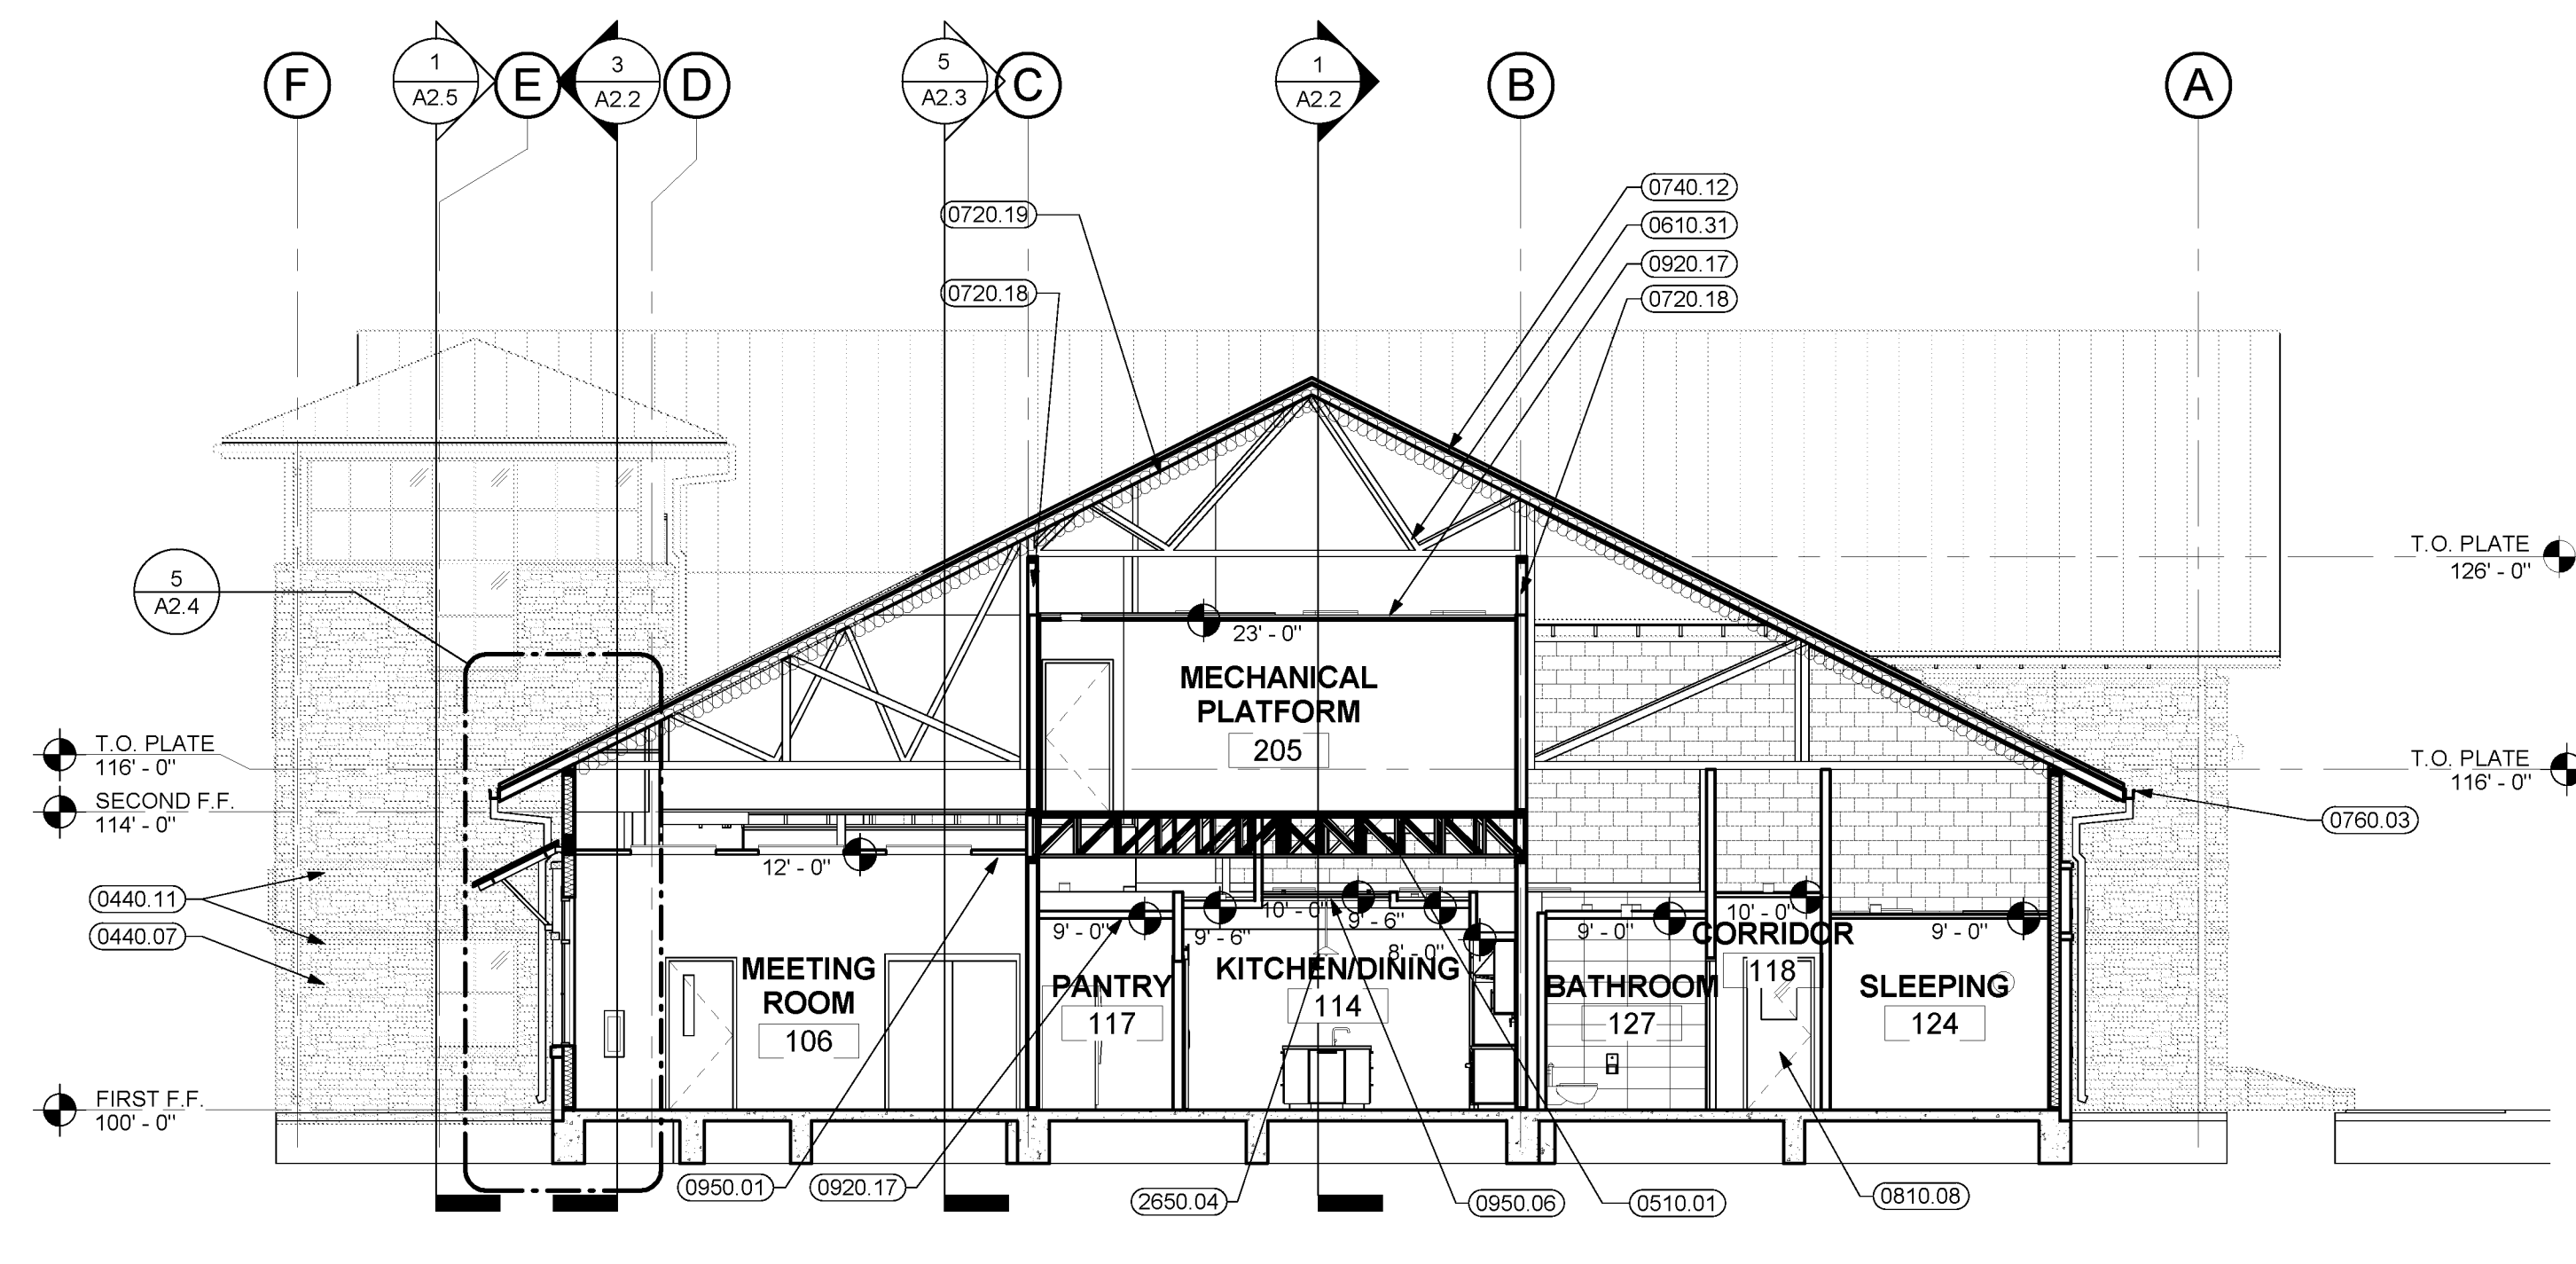 F
1
A2.5
E
3
A2.2
D
5
A2.3
C
1
A2.2
B
A
0740.12
0720.19
0610.31
0920.17
0720.18
0720.18
T.O. PLATE
126' - 0"
5
A2.4
23' - 0"
MECHANICAL
PLATFORM
205
T.O. PLATE
116' - 0"
T.O. PLATE
116' - 0"
SECOND F.F.
114' - 0"
0760.03
12' - 0"
0440.11
0440.07
9' - 0"
9' - 6"
10' - 0"
9' - 6"
8' - 0"
9' - 0"
10' - 0"
9' - 0"
CORRIDOR
118
MEETING
ROOM
106
KITCHEN/DINING
114
PANTRY
117
BATHROOM
127
SLEEPING
124
FIRST F.F.
100' - 0"
0950.01
0920.17
2650.04
0950.06
0510.01
0810.08